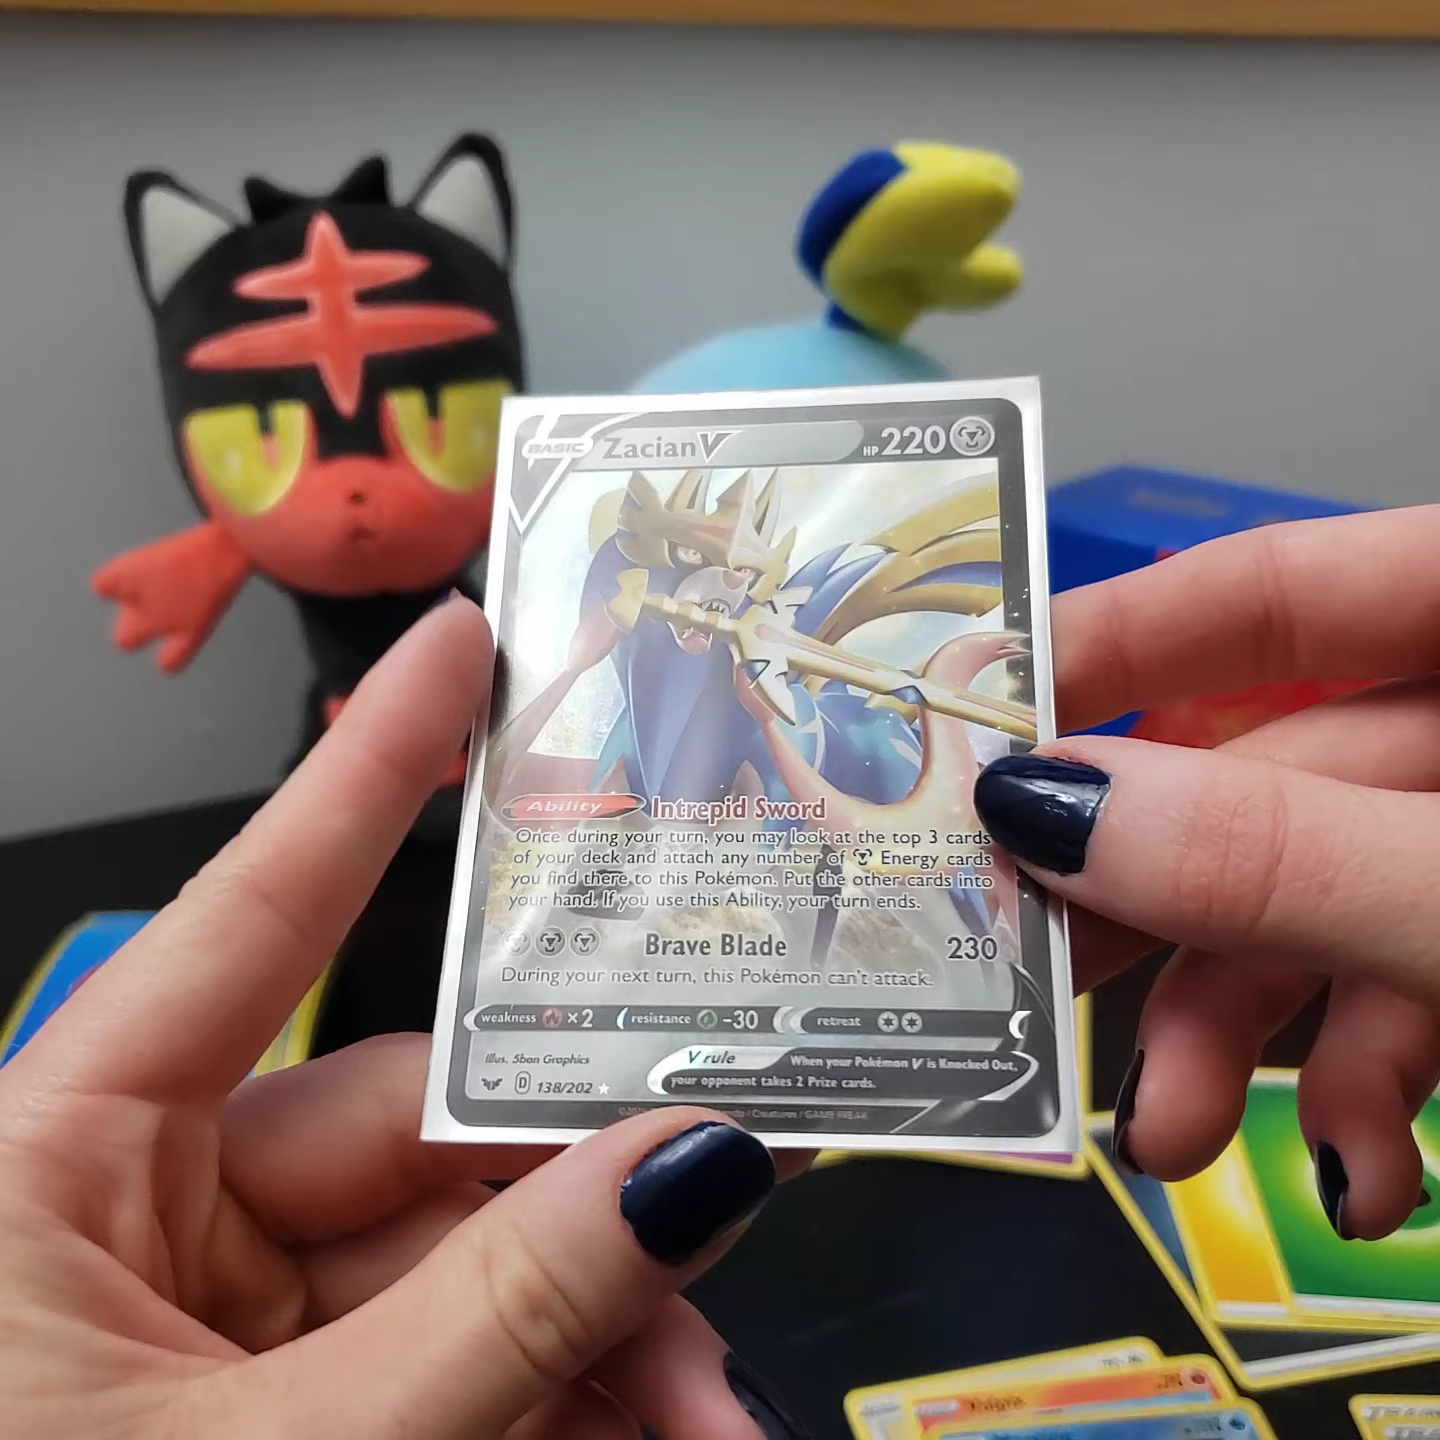 BASIC Zacian V HP 220
Ability Intrepid Sword
Once during your turn, you may look at the top 3 cards
of your deck and attach any number of Energy cards
you find there to this Pokémon. Put the other cards into
your hand. If you use this Ability, your turn ends.
Brave Blade 230
During your next turn, this Pokémon can't attack.
weakness ×2 resistance -30 retreat
Illus. 5ban Graphics
V rule When your Pokémon V is Knocked Out,
your opponent takes 2 Prize cards.
D 138/202
/ Creatures / GAME FREAK